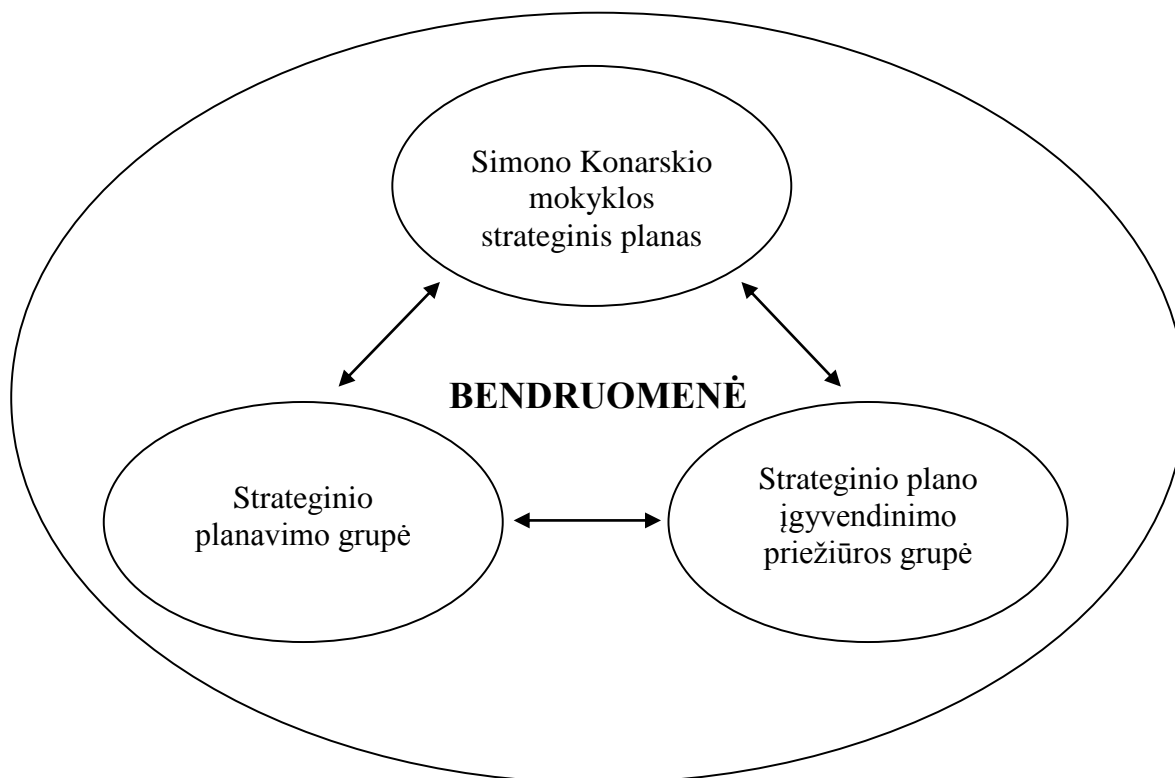 Simono Konarskio
mokyklos
strateginis planas
BENDRUOMENĖ
Strateginio
planavimo grupė
Strateginio plano
įgyvendinimo
priežiūros grupė